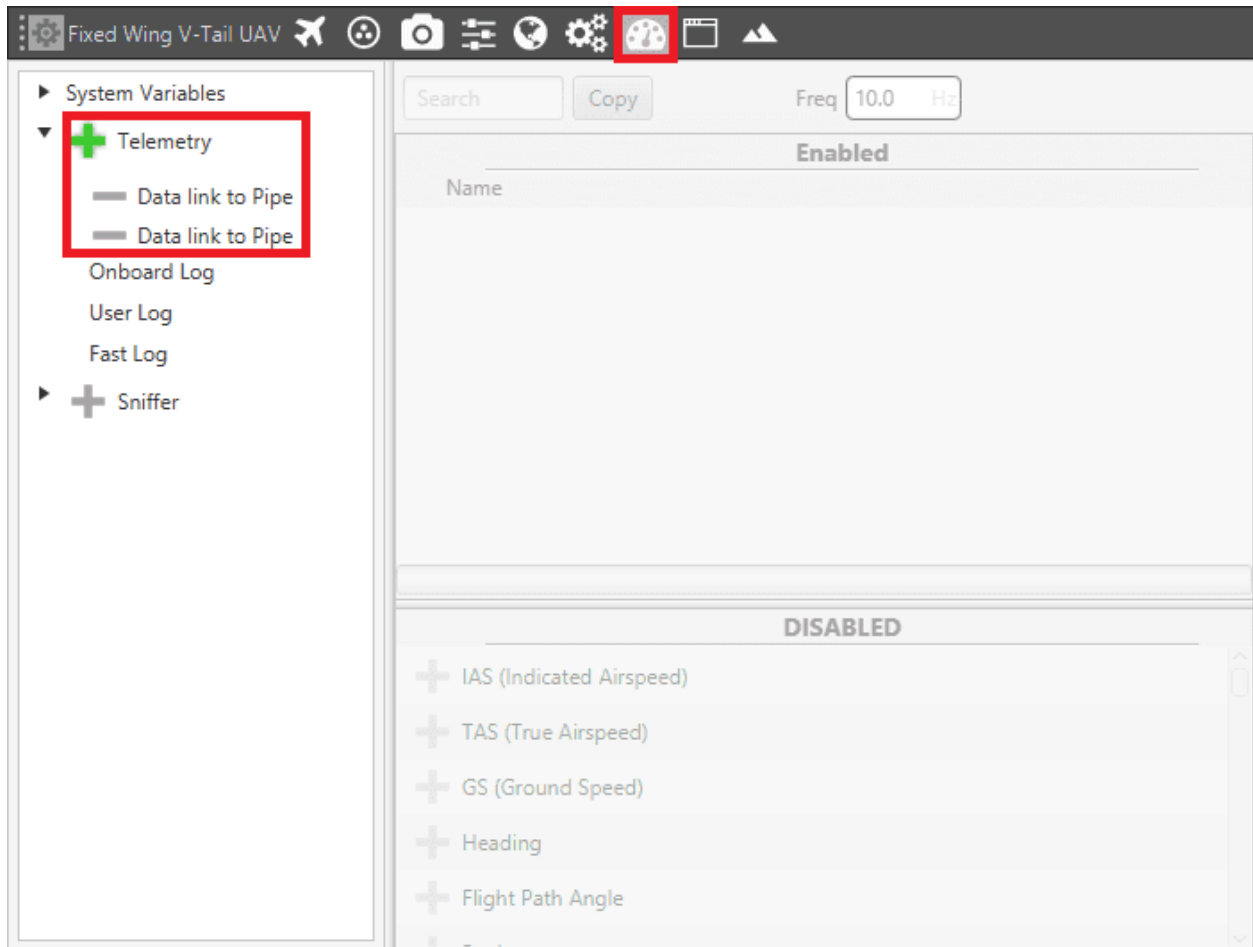 Fixed Wing V-Tail UAV
System Variables
Telemetry
Data link to Pipe
Data link to Pipe
Onboard Log
User Log
Fast Log
Sniffer
Search Copy Freq 10.0 Hz
Enabled
Name
DISABLED
IAS (Indicated Airspeed)
TAS (True Airspeed)
GS (Ground Speed)
Heading
Flight Path Angle